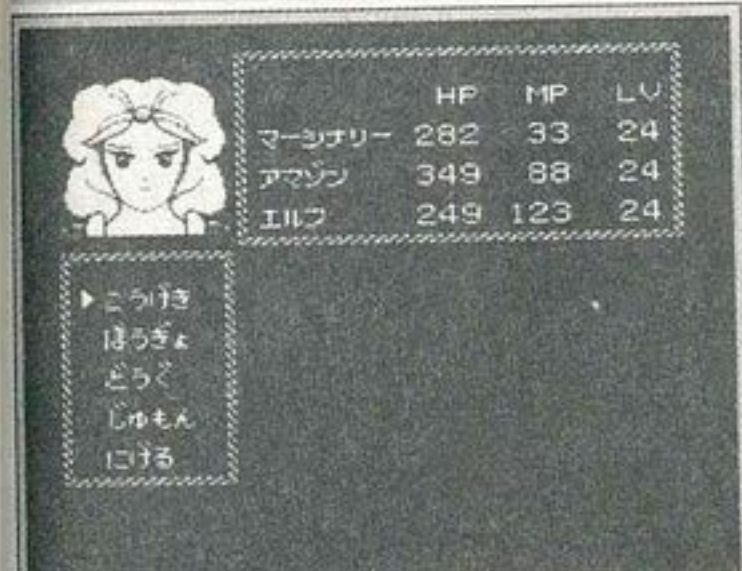 HP MP LV
マーシナリー 282 33 24
アマゾン 349 88 24
エルフ 249 123 24
▶こうげき
ぼうぎょ
どうぐ
じゅもん
にげる